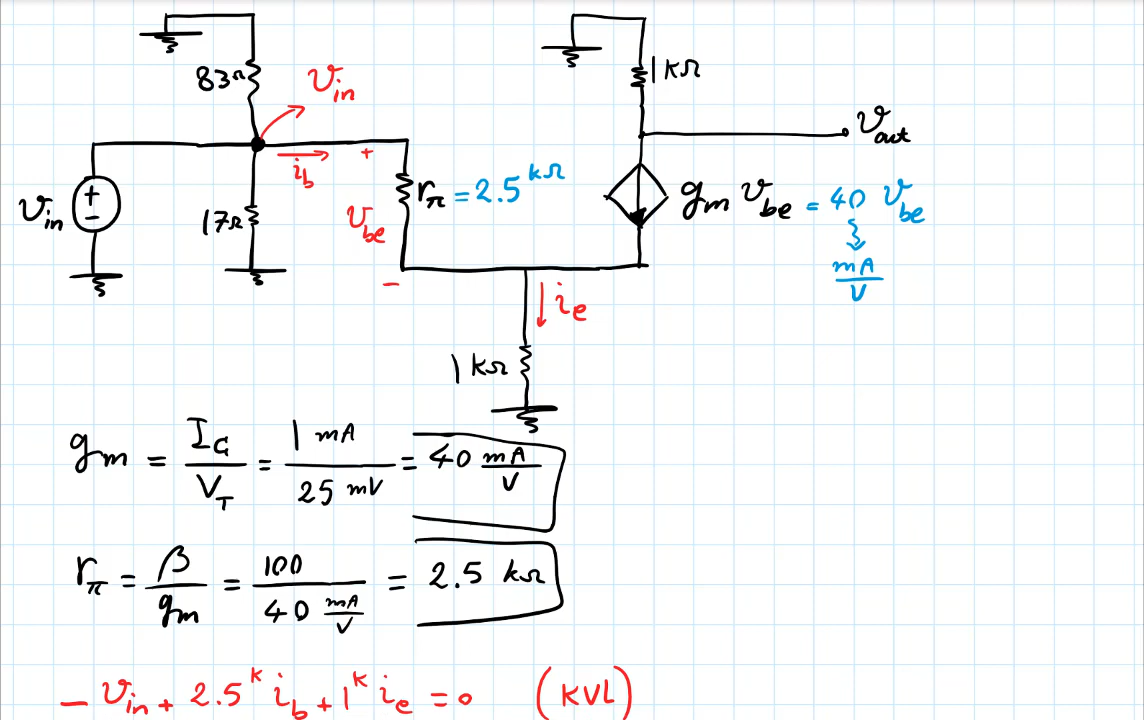 83Ω
v_in
1 kΩ
v_out
i_b
+
r_π = 2.5 kΩ
g_m v_be = 40 v_be
mA/V
v_in
+
−
17Ω
v_be
−
i_e
1 kΩ
g_m = I_C/V_T = 1 mA/25 mV = 40 mA/V
r_π = β/g_m = 100/(40 mA/V) = 2.5 kΩ
− v_in + 2.5^k i_b + 1^k i_e = 0 (KVL)